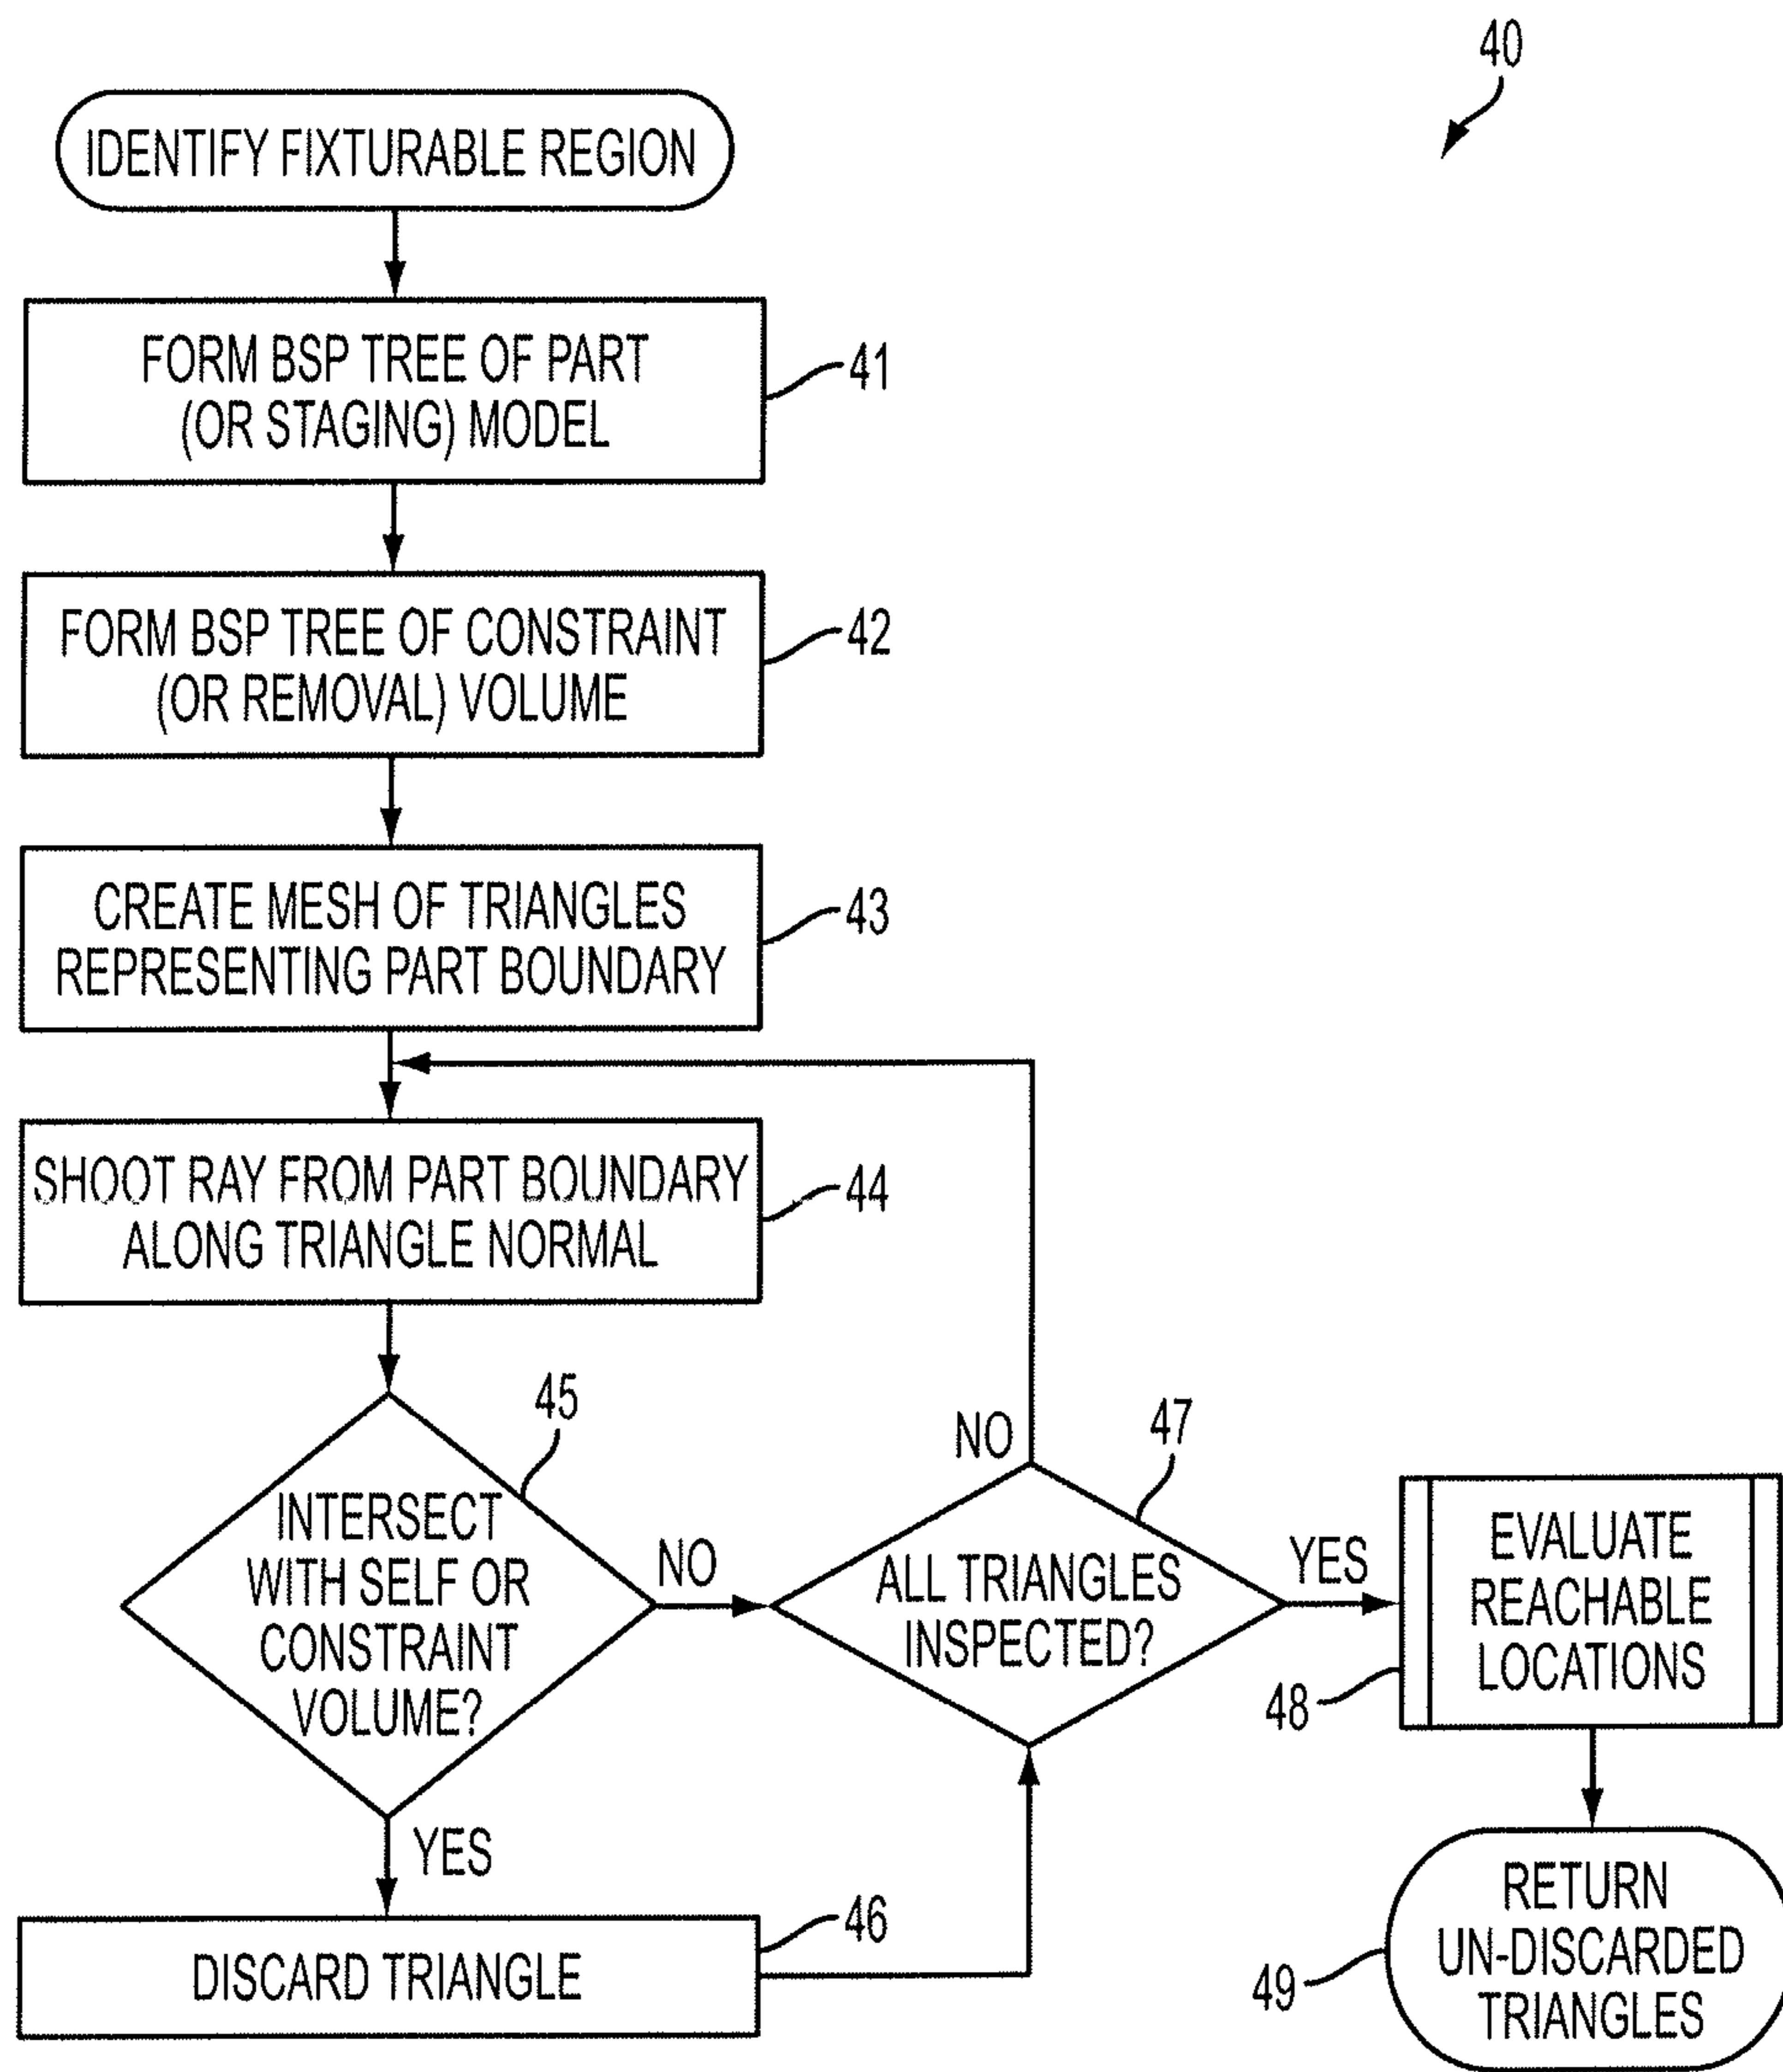 40
IDENTIFY FIXTURABLE REGION
FORM BSP TREE OF PART
(OR STAGING) MODEL
41
FORM BSP TREE OF CONSTRAINT
(OR REMOVAL) VOLUME
42
CREATE MESH OF TRIANGLES
REPRESENTING PART BOUNDARY
43
SHOOT RAY FROM PART BOUNDARY
ALONG TRIANGLE NORMAL
44
INTERSECT
WITH SELF OR
CONSTRAINT
VOLUME?
45
NO
YES
DISCARD TRIANGLE
46
ALL TRIANGLES
INSPECTED?
47
NO
YES
EVALUATE
REACHABLE
LOCATIONS
48
RETURN
UN-DISCARDED
TRIANGLES
49